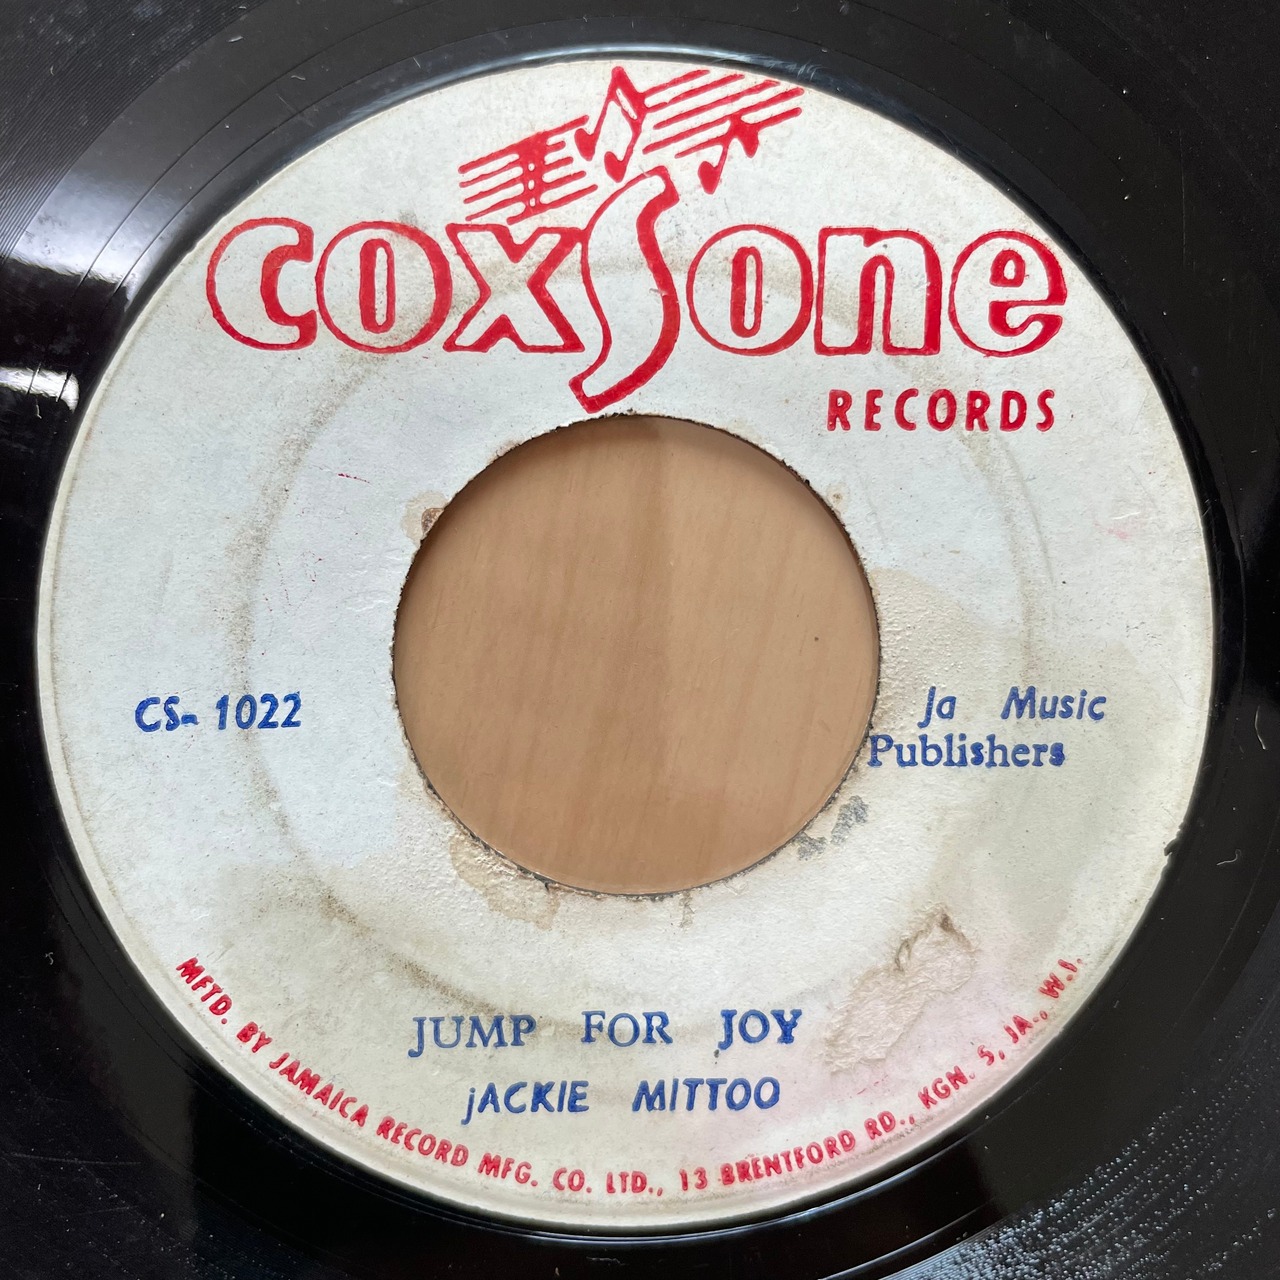 coxsone
RECORDS
CS- 1022
Ja Music
Publishers
JUMP FOR JOY
jACKIE MITTOO
MFTD. BY JAMAICA RECORD MFG. CO. LTD., 13 BRENTFORD RD., KGN. 5, JA., W.I.